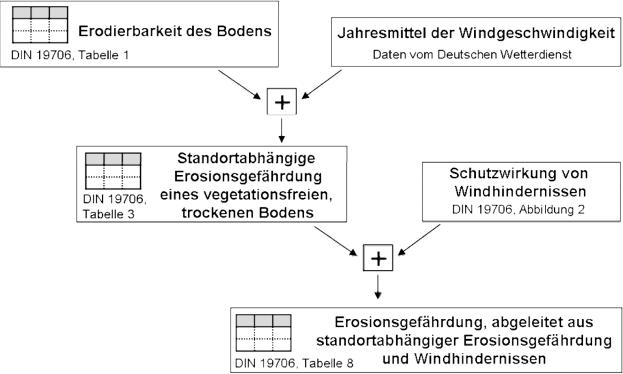 Erodierbarkeit des Bodens
DIN 19706, Tabelle 1
Jahresmittel der Windgeschwindigkeit
Daten vom Deutschen Wetterdienst
+
Standortabhängige
Erosionsgefährdung
eines vegetationsfreien,
trockenen Bodens
DIN 19706,
Tabelle 3
Schutzwirkung von
Windhindernissen
DIN 19706, Abbildung 2
+
Erosionsgefährdung, abgeleitet aus
standortabhängiger Erosionsgefährdung
und Windhindernissen
DIN 19706, Tabelle 8